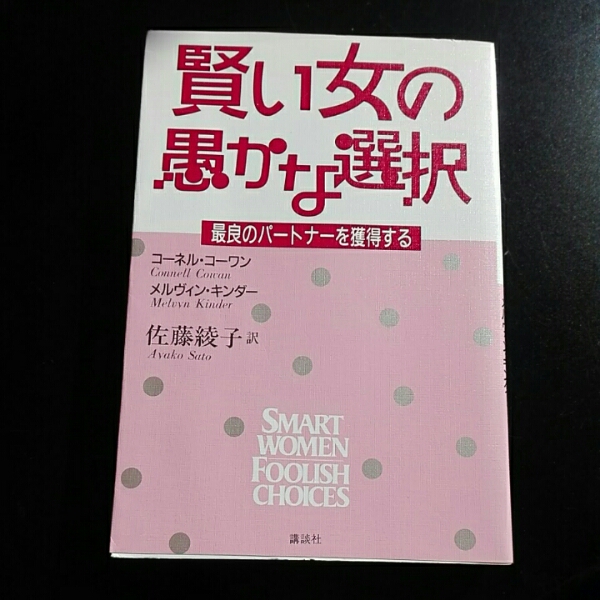 賢い女の
愚かな選択
最良のパートナーを獲得する
コーネル・コーワン
Connell Cowan
メルヴィン・キンダー
Melvyn Kinder
佐藤綾子 訳
Ayako Sato
SMART
WOMEN
FOOLISH
CHOICES
講談社